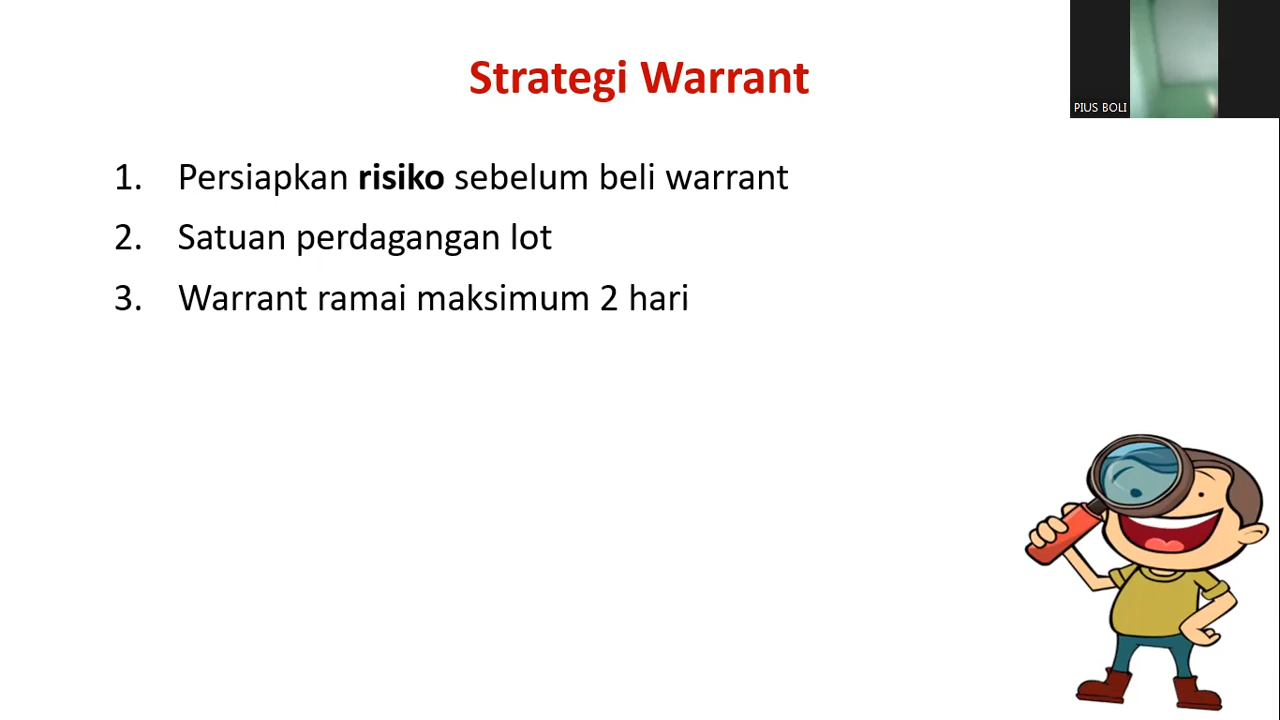 Strategi Warrant
PIUS BOLI
1. Persiapkan risiko sebelum beli warrant
2. Satuan perdagangan lot
3. Warrant ramai maksimum 2 hari